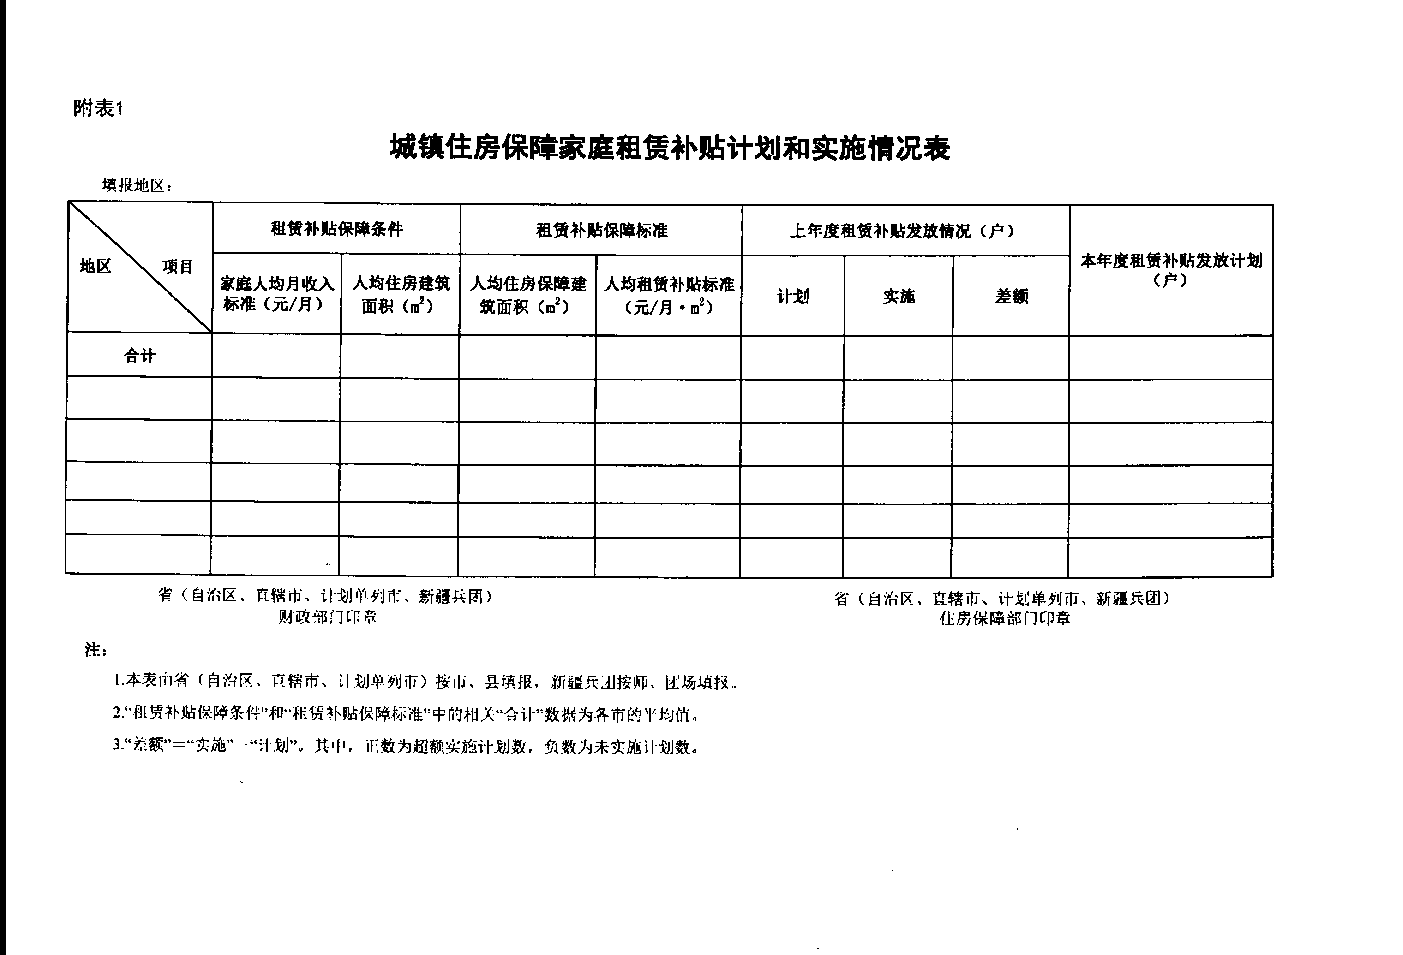 附表1
城镇住房保障家庭租赁补贴计划和实施情况表
填报地区：
地区 项目
租赁补贴保障条件 租赁补贴保障标准 上年度租赁补贴发放情况（户） 本年度租赁补贴发放计划（户）
家庭人均月收入标准（元/月） 人均住房建筑面积（m²） 人均住房保障建筑面积（m²） 人均租赁补贴标准（元/月·m²） 计划 实施 差额
合计
省（自治区、直辖市、计划单列市、新疆兵团） 省（自治区、直辖市、计划单列市、新疆兵团）
财政部门印章 住房保障部门印章
注：
1.本表由省（自治区、直辖市、计划单列市）按市、县填报，新疆兵团按师、团场填报。
2.“租赁补贴保障条件”和“租赁补贴保障标准”中的相关“合计”数据为各市的平均值。
3.“差额”＝“实施”－“计划”。其中，正数为超额实施计划数，负数为未实施计划数。